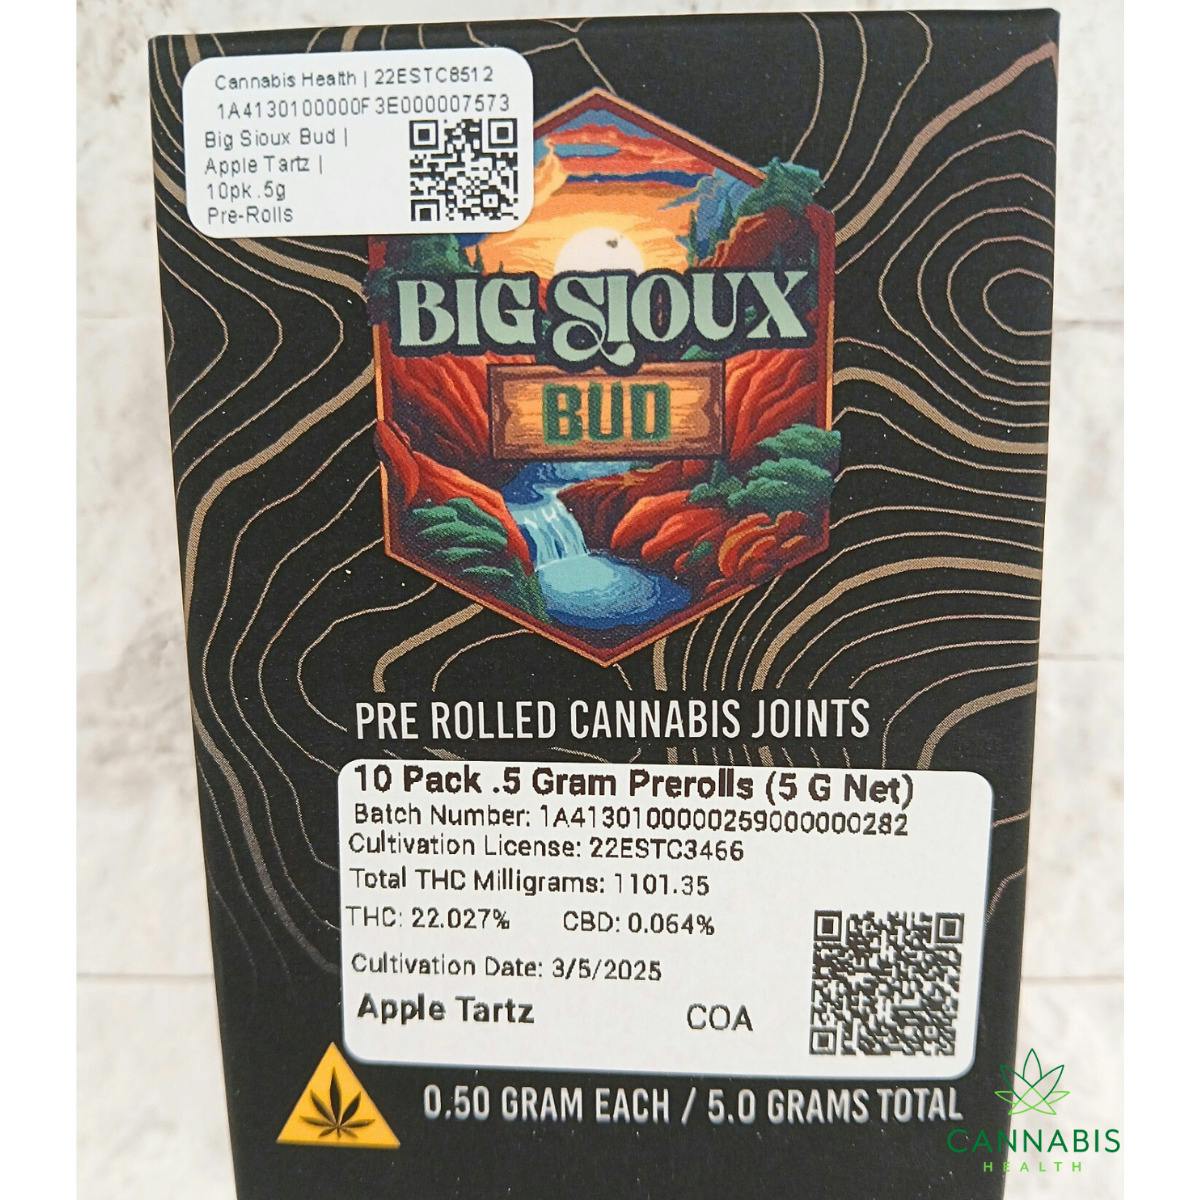 Cannabis Health | 22ESTC8512
1A4130100000F3E000007573
Big Sioux Bud |
Apple Tartz |
10pk .5g
Pre-Rolls
BIG SIOUX
BUD
PRE ROLLED CANNABIS JOINTS
10 Pack .5 Gram Prerolls (5 G Net)
Batch Number: 1A4130100000259000000282
Cultivation License: 22ESTC3466
Total THC Milligrams: 1101.35
THC: 22.027% CBD: 0.064%
Cultivation Date: 3/5/2025
Apple Tartz COA
0.50 GRAM EACH / 5.0 GRAMS TOTAL
CANNABIS
HEALTH